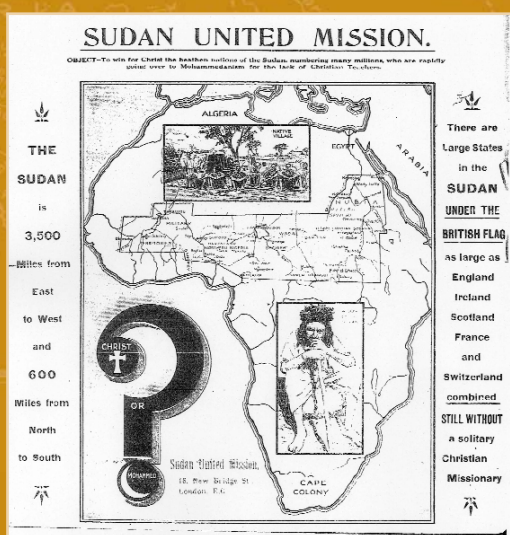 SUDAN UNITED MISSION.
OBJECT—To win for Christ the heathen nations of the Sudan, numbering many millions, who are rapidly
going over to Mohammedanism for the lack of Christian Teachers.
THE
SUDAN
is
3,500
Miles from
East
to West
and
600
Miles from
North
to South
ALGERIA
NATIVE
VILLAGE
EGYPT
ARABIA
NUBA
CHRIST
OR
MOHAMMED
Sudan United Mission,
18, New Bridge St
London. E.C
CAPE
COLONY
There are
Large States
in the
SUDAN
UNDER THE
BRITISH FLAG
as large as
England
Ireland
Scotland
France
and
Switzerland
combined
STILL WITHOUT
a solitary
Christian
Missionary